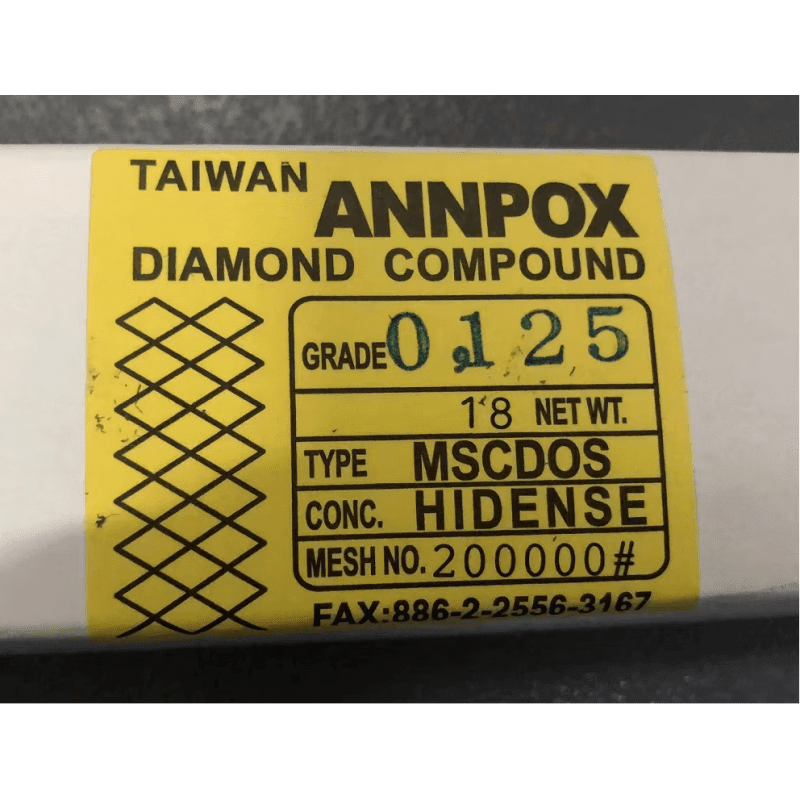 TAIWAN ANNPOX
DIAMOND COMPOUND
GRADE 0.125
18 NET WT.
TYPE MSCDOS
CONC. HIDENSE
MESH NO. 200000#
FAX:886-2-2556-3167